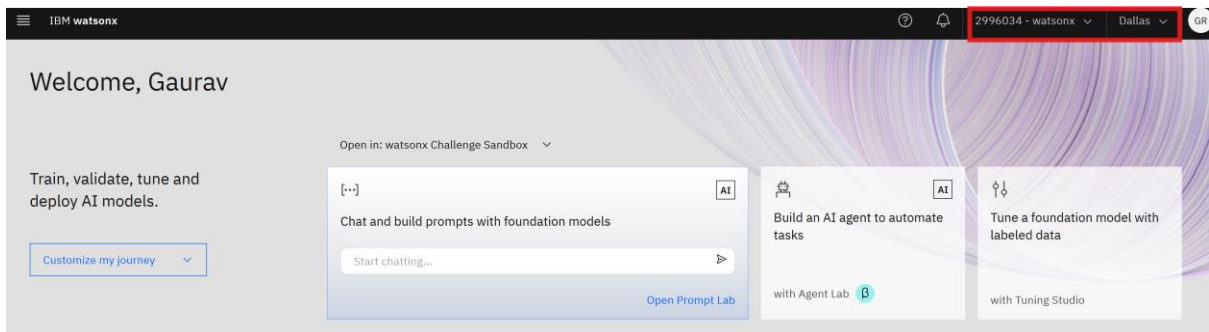 IBM watsonx
2996034 - watsonx
Dallas
GR
Welcome, Gaurav
Open in: watsonx Challenge Sandbox
Train, validate, tune and
deploy AI models.
Customize my journey
[...]
AI
Chat and build prompts with foundation models
Start chatting...
Open Prompt Lab
AI
Build an AI agent to automate
tasks
with Agent Lab β
Tune a foundation model with
labeled data
with Tuning Studio